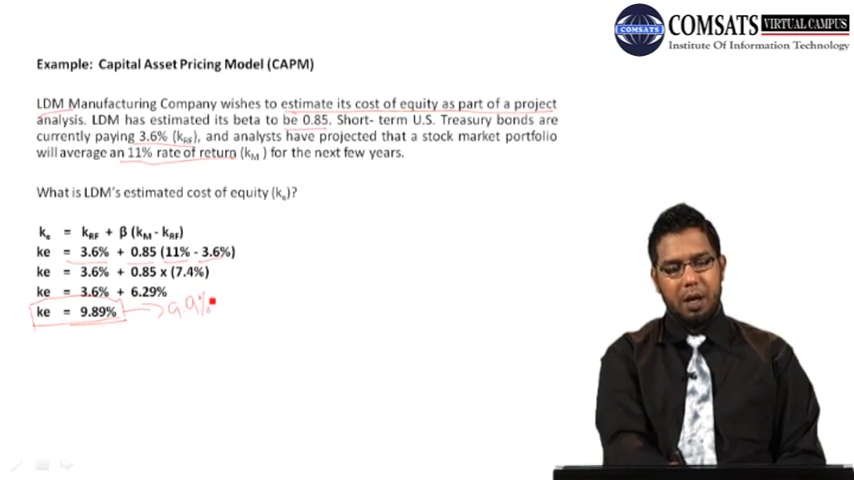 COMSATS VIRTUAL CAMPUS
Institute Of Information Technology
Example: Capital Asset Pricing Model (CAPM)
LDM Manufacturing Company wishes to estimate its cost of equity as part of a project
analysis. LDM has estimated its beta to be 0.85. Short- term U.S. Treasury bonds are
currently paying 3.6% (kRF), and analysts have projected that a stock market portfolio
will average an 11% rate of return (kM ) for the next few years.
What is LDM's estimated cost of equity (ke)?
ke = kRF + β (kM - kRF)
ke = 3.6% + 0.85 (11% - 3.6%)
ke = 3.6% + 0.85 x (7.4%)
ke = 3.6% + 6.29%
ke = 9.89% → 9.9%